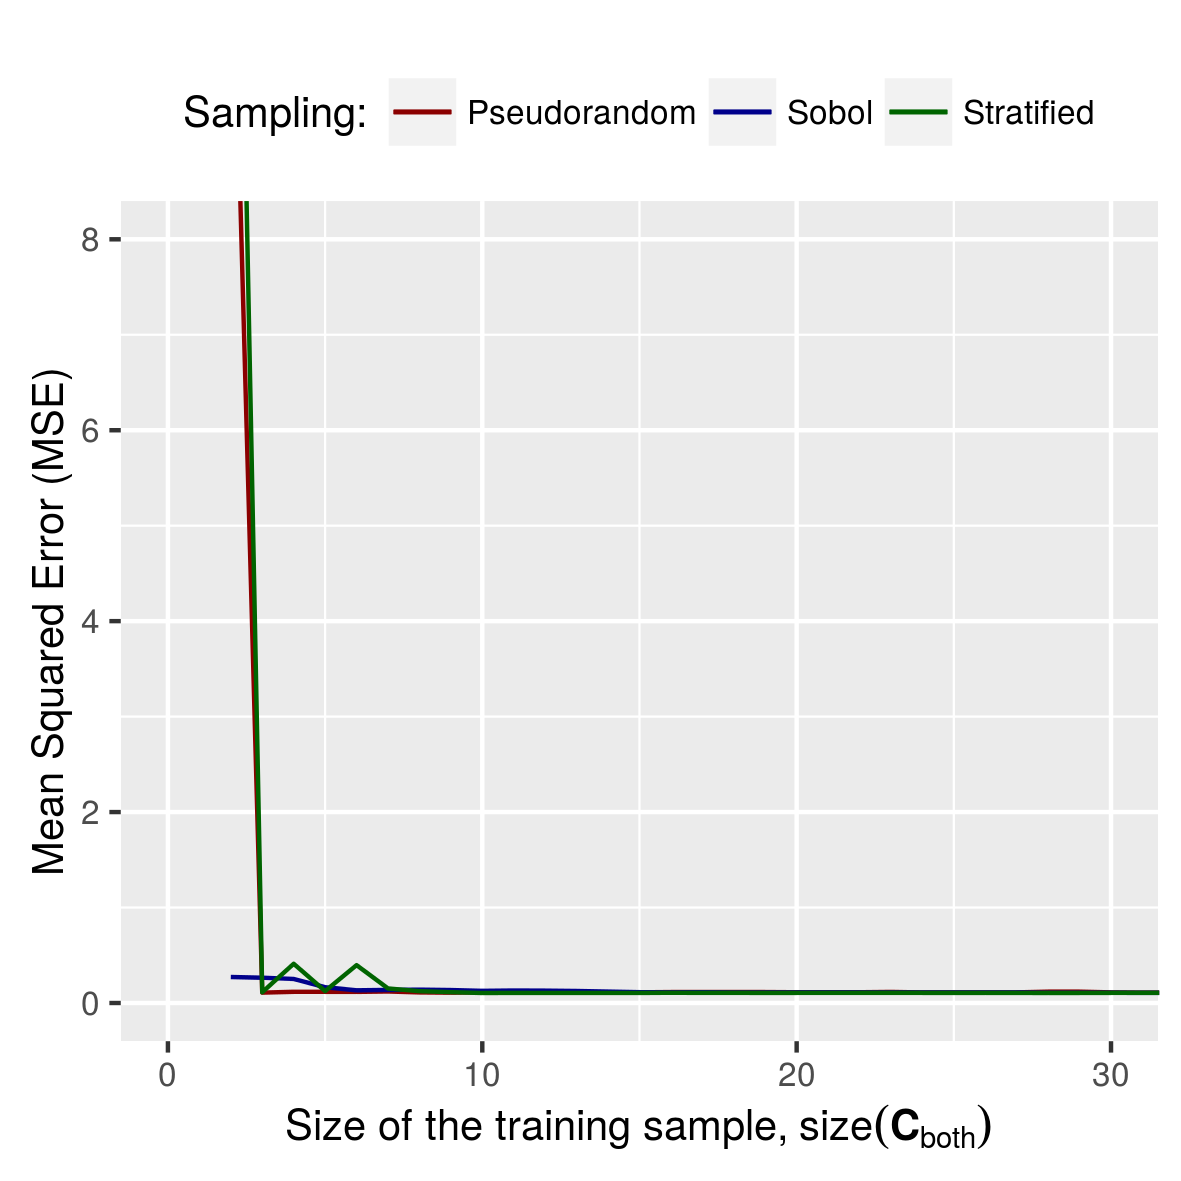 Sampling: Pseudorandom Sobol Stratified
Mean Squared Error (MSE)
8
6
4
2
0
0 10 20 30
Size of the training sample, size(C_both)